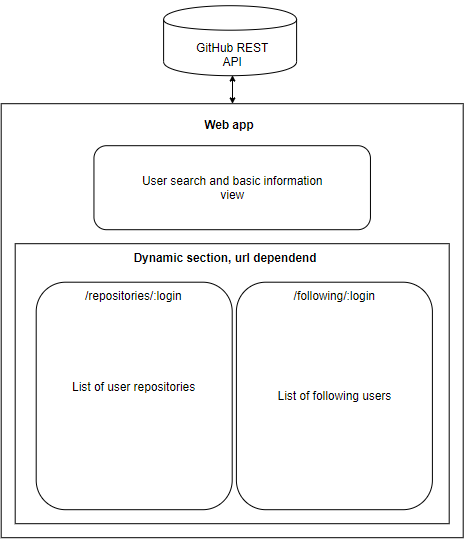 GitHub REST
API
Web app
User search and basic information
view
Dynamic section, url dependend
/repositories/:login
/following/:login
List of user repositories
List of following users